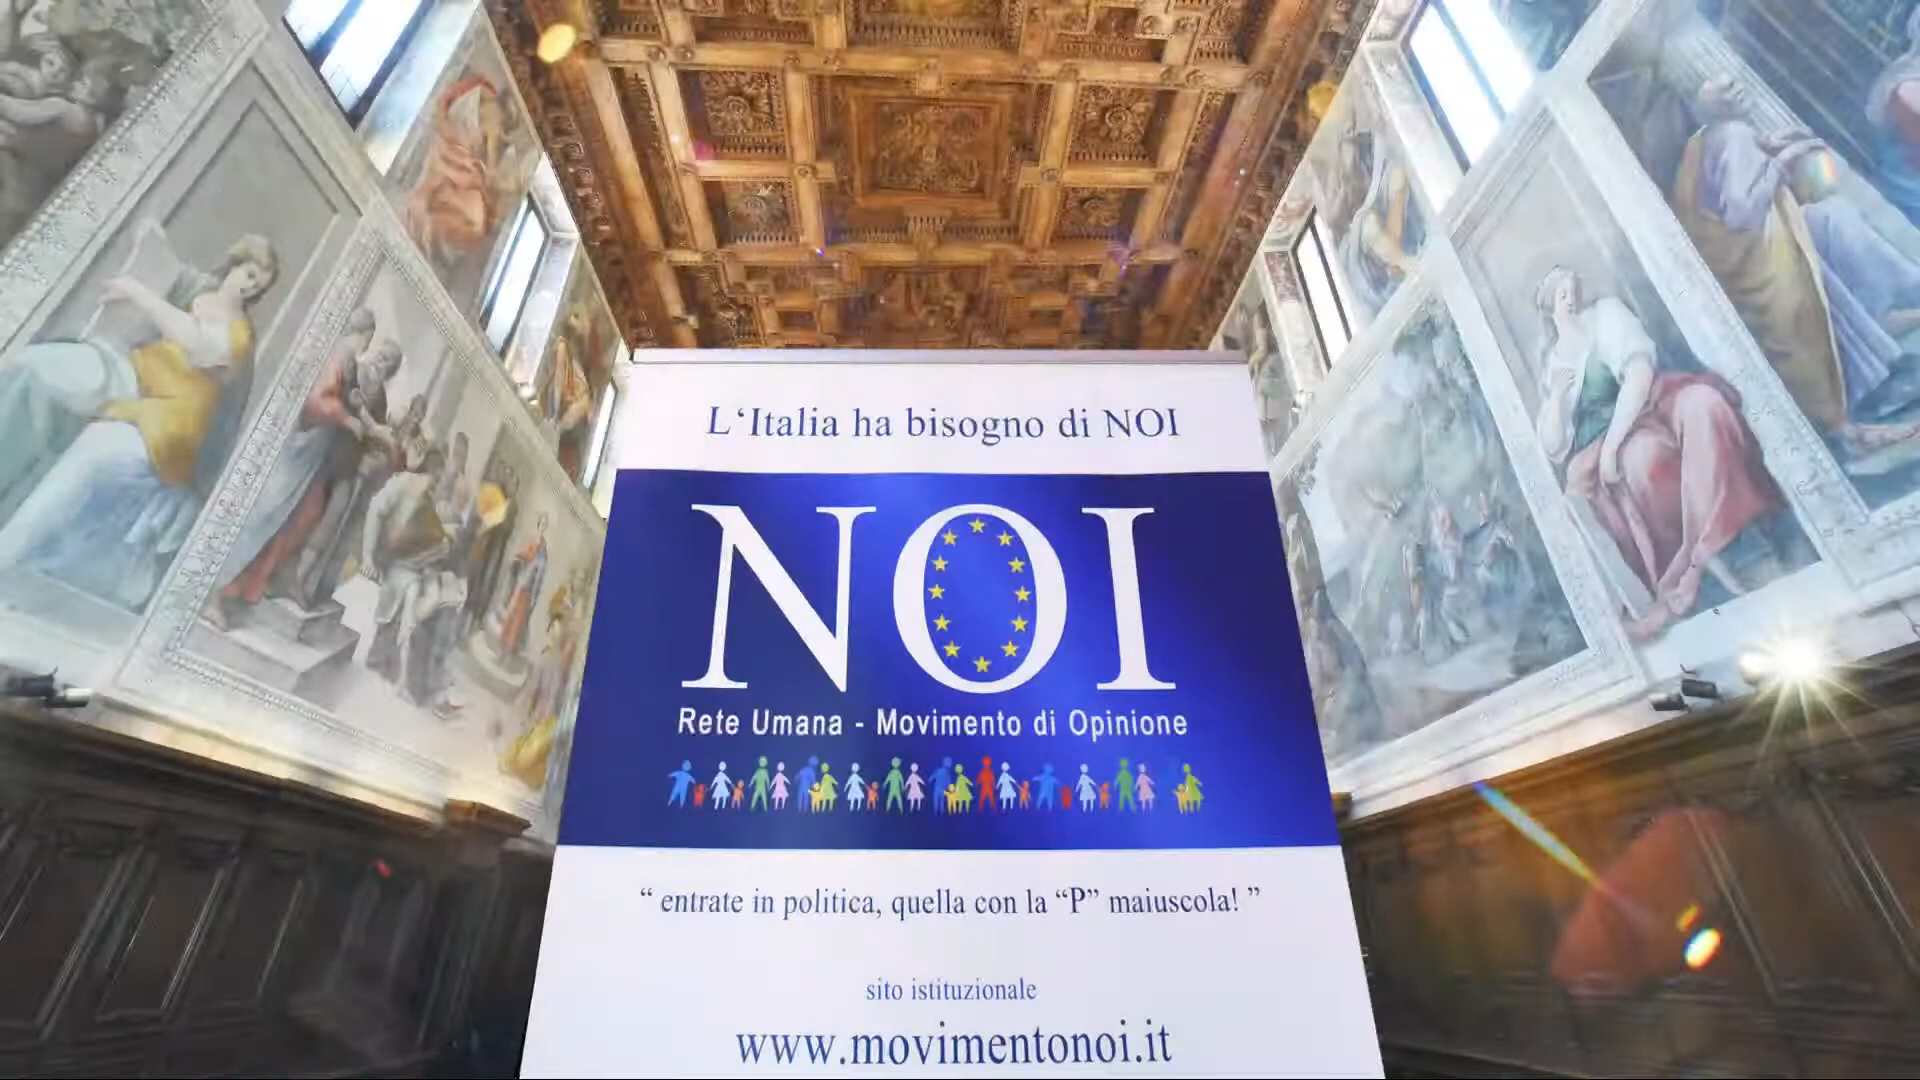 L‘Italia ha bisogno di NOI
NOI
Rete Umana - Movimento di Opinione
“ entrate in politica, quella con la “P” maiuscola! ”
sito istituzionale
www.movimentonoi.it